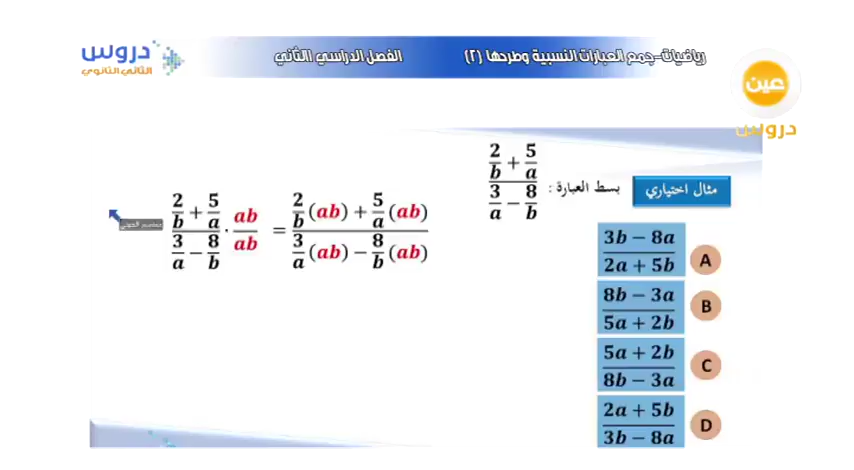 دروس
الثاني الثانوي
رياضيات-جمع العبارات النسبية وطرحها (٢) الفصل الدراسي الثاني
عين
دروس
مثال اختياري
بسط العبارة : (2/b + 5/a)/(3/a − 8/b)
(2/b + 5/a)/(3/a − 8/b) · ab/ab = (2/b (ab) + 5/a (ab))/(3/a (ab) − 8/b (ab))
(3b − 8a)/(2a + 5b) A
(8b − 3a)/(5a + 2b) B
(5a + 2b)/(8b − 3a) C
(2a + 5b)/(3b − 8a) D